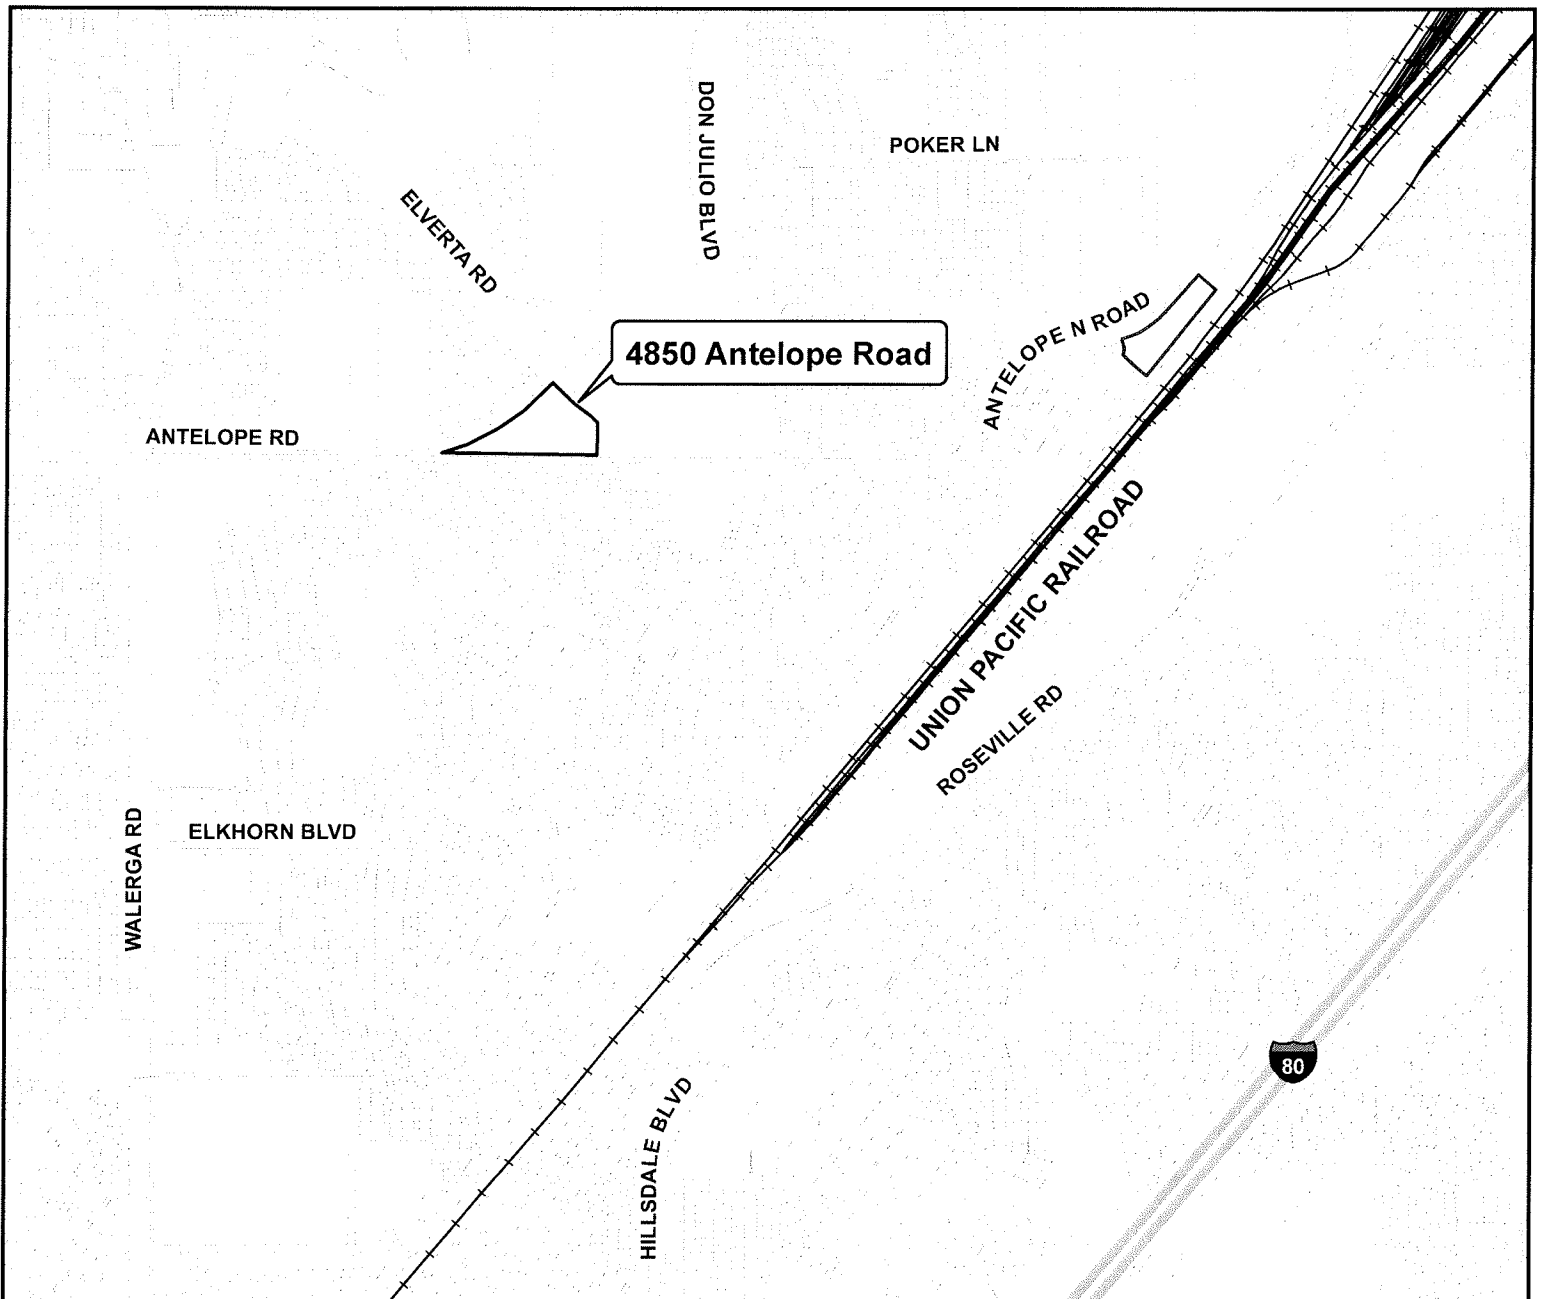 DON JULIO BLVD
POKER LN
ELVERTA RD
4850 Antelope Road
ANTELOPE N ROAD
ANTELOPE RD
UNION PACIFIC RAILROAD
ROSEVILLE RD
WALERGA RD
ELKHORN BLVD
80
HILLSDALE BLVD